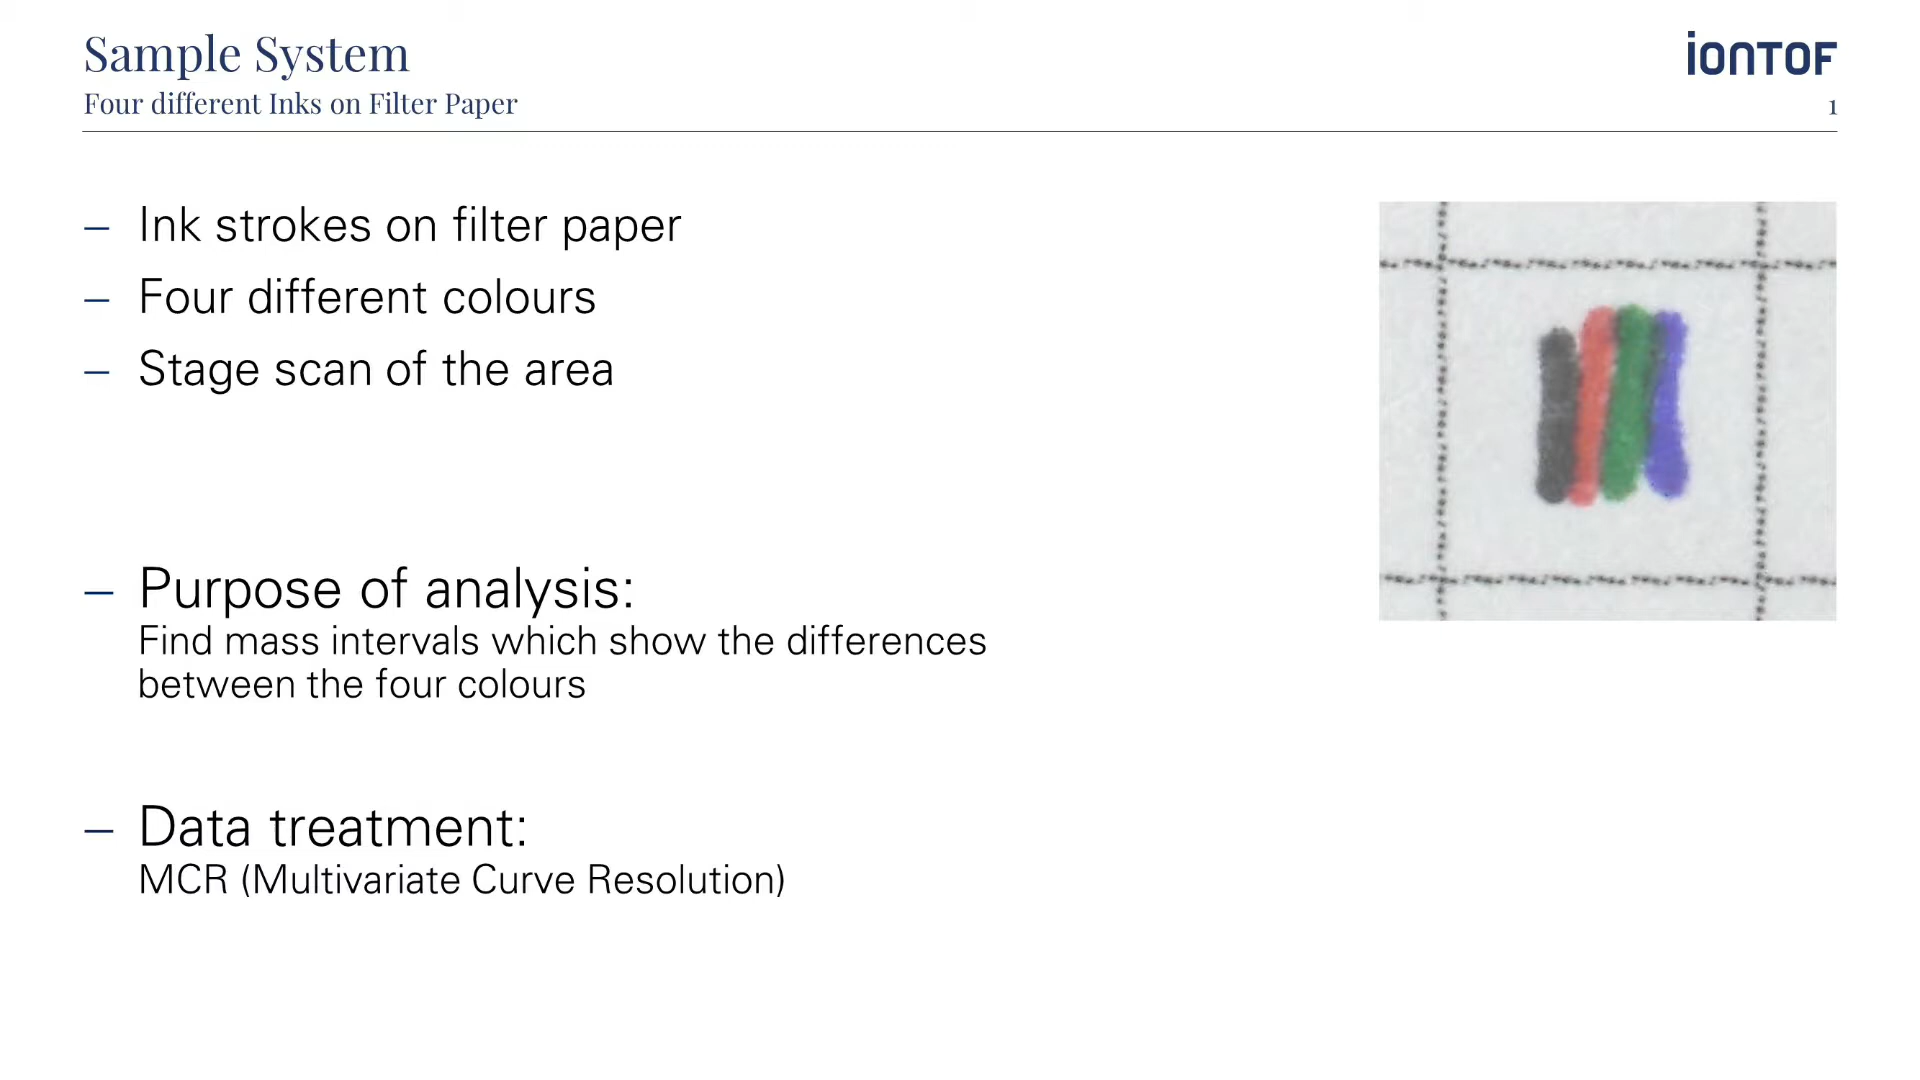 Sample System
iontof
Four different Inks on Filter Paper
1
– Ink strokes on filter paper
– Four different colours
– Stage scan of the area
– Purpose of analysis:
Find mass intervals which show the differences
between the four colours
– Data treatment:
MCR (Multivariate Curve Resolution)